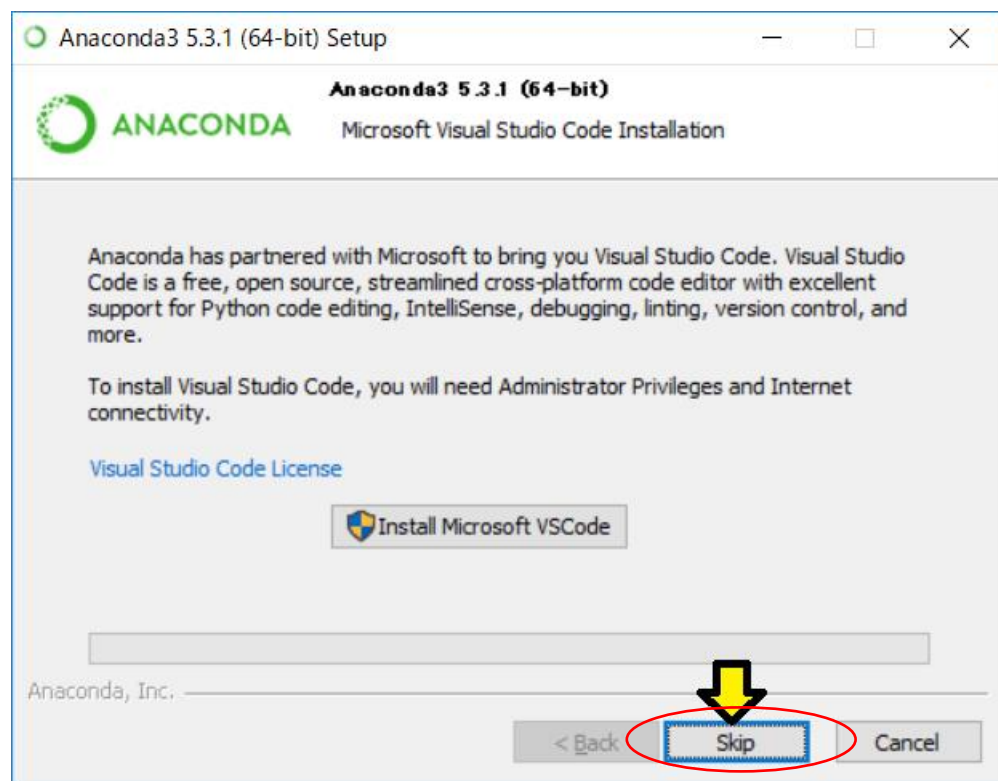 Anaconda3 5.3.1 (64-bit) Setup
Anaconda3 5.3.1 (64-bit)
ANACONDA
Microsoft Visual Studio Code Installation
Anaconda has partnered with Microsoft to bring you Visual Studio Code. Visual Studio
Code is a free, open source, streamlined cross-platform code editor with excellent
support for Python code editing, IntelliSense, debugging, linting, version control, and
more.
To install Visual Studio Code, you will need Administrator Privileges and Internet
connectivity.
Visual Studio Code License
Install Microsoft VSCode
Anaconda, Inc.
< Back
Skip
Cancel